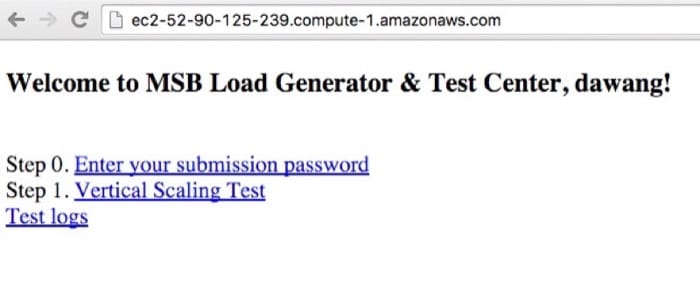 ec2-52-90-125-239.compute-1.amazonaws.com
Welcome to MSB Load Generator & Test Center, dawang!
Step 0. Enter your submission password
Step 1. Vertical Scaling Test
Test logs